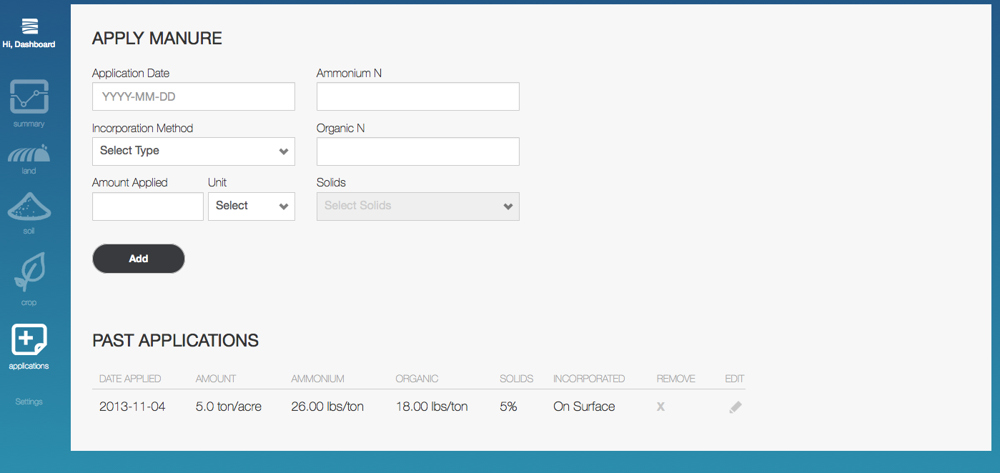 Hi, Dashboard
summary
land
soil
crop
applications
Settings
APPLY MANURE
Application Date Ammonium N
YYYY-MM-DD
Incorporation Method Organic N
Select Type
Amount Applied Unit Solids
Select Select Solids
Add
PAST APPLICATIONS
DATE APPLIED AMOUNT AMMONIUM ORGANIC SOLIDS INCORPORATED REMOVE EDIT
2013-11-04 5.0 ton/acre 26.00 lbs/ton 18.00 lbs/ton 5% On Surface X